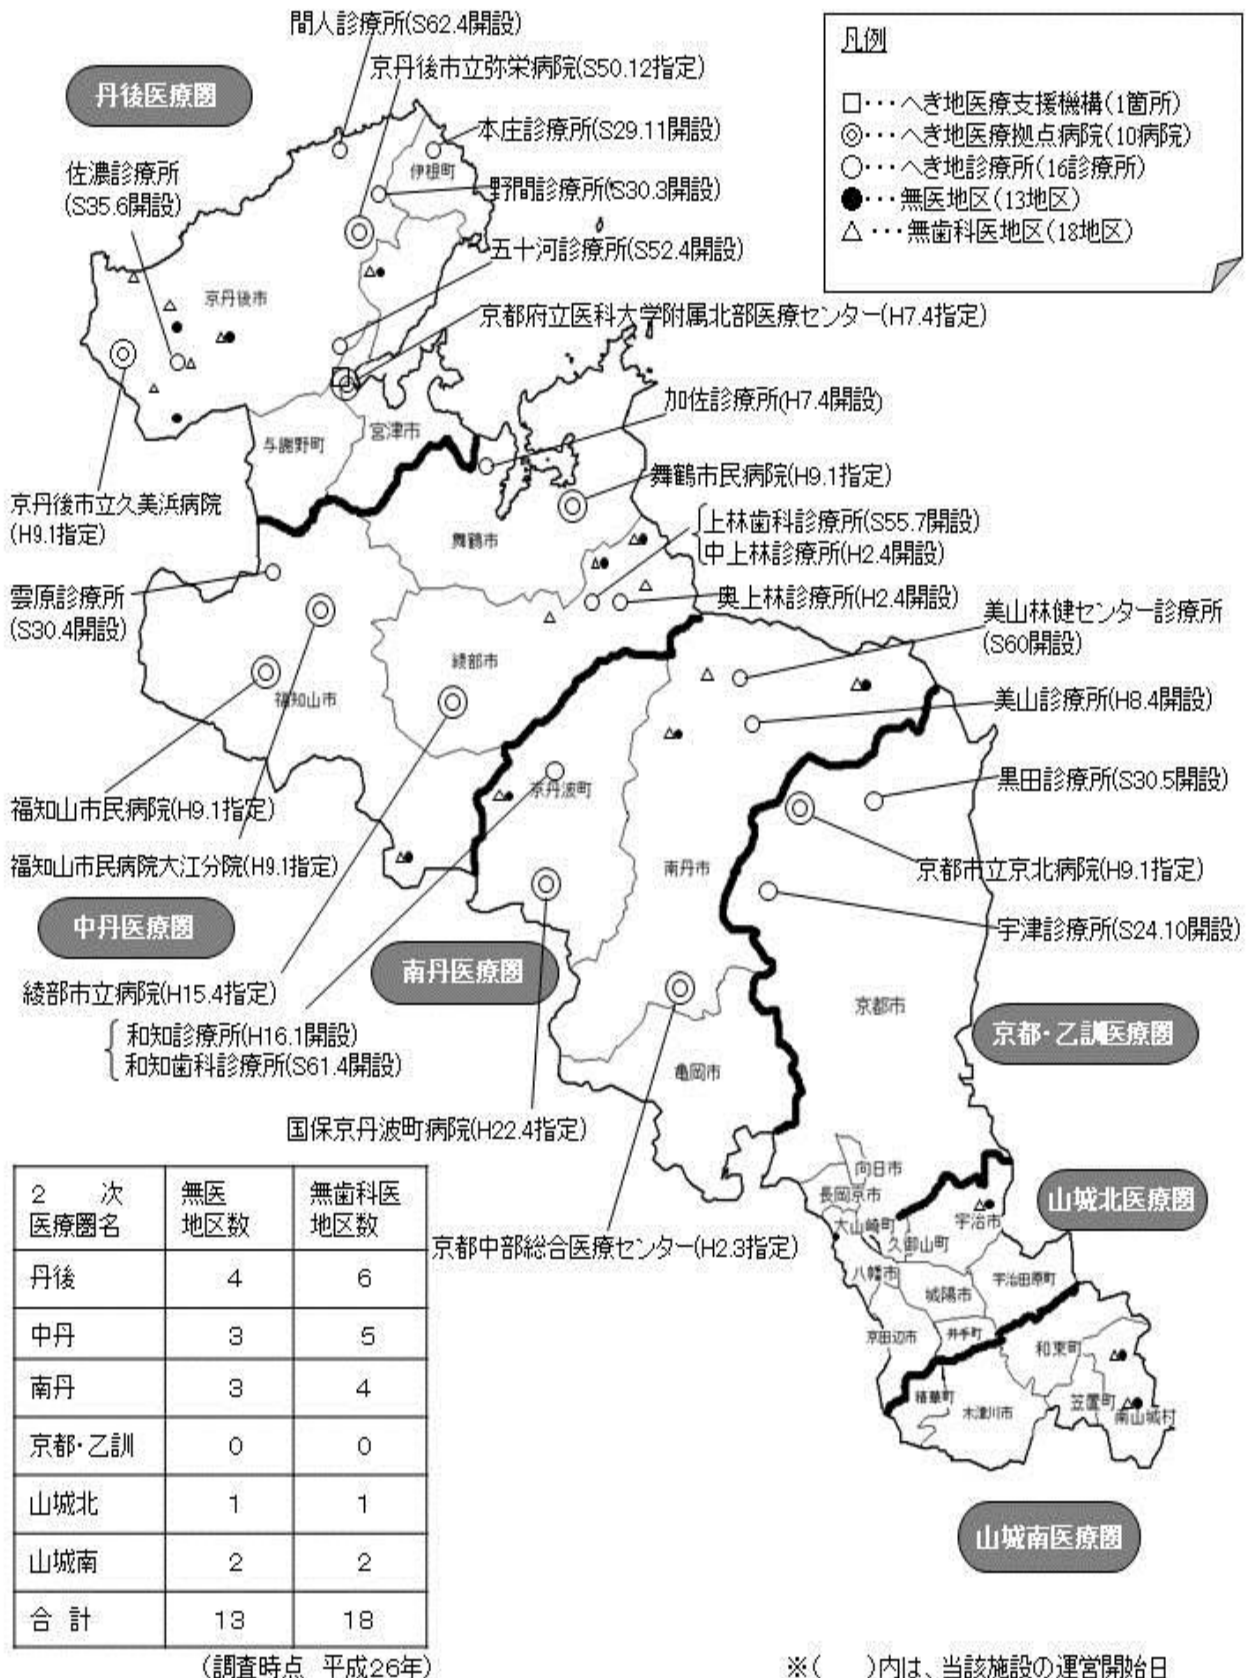 間人診療所(S62.4開設)
京丹後市立弥栄病院(S50.12指定)
丹後医療圏
本庄診療所(S29.11開設)
伊根町
佐濃診療所
(S35.6開設)
野間診療所(S30.3開設)
五十河診療所(S52.4開設)
京丹後市
京都府立医科大学附属北部医療センター(H7.4指定)
凡例
□・・・へき地医療支援機構(1箇所)
◎・・・へき地医療拠点病院(10病院)
○・・・へき地診療所(16診療所)
●・・・無医地区(13地区)
△・・・無歯科医地区(18地区)
加佐診療所(H7.4開設)
与謝野町
宮津市
京丹後市立久美浜病院
(H9.1指定)
舞鶴市民病院(H9.1指定)
舞鶴市
上林歯科診療所(S55.7開設)
中上林診療所(H2.4開設)
雲原診療所
(S30.4開設)
奥上林診療所(H2.4開設)
美山林健センター診療所
(S60開設)
綾部市
福知山市
美山診療所(H8.4開設)
京丹波町
黒田診療所(S30.5開設)
福知山市民病院(H9.1指定)
福知山市民病院大江分院(H9.1指定)
南丹市
京都市立京北病院(H9.1指定)
中丹医療圏
宇津診療所(S24.10開設)
南丹医療圏
綾部市立病院(H15.4指定)
京都市
和知診療所(H16.1開設)
和知歯科診療所(S61.4開設)
京都・乙訓医療圏
亀岡市
国保京丹波町病院(H22.4指定)
向日市
長岡京市
山城北医療圏
大山崎町
宇治市
久御山町
京都中部総合医療センター(H2.3指定)
八幡市
城陽市
宇治田原町
京田辺市
井手町
和束町
精華町
木津川市
笠置町
南山城村
山城南医療圏
2 次
医療圏名
無医
地区数
無歯科医
地区数
丹後 4 6
中丹 3 5
南丹 3 4
京都・乙訓 0 0
山城北 1 1
山城南 2 2
合 計 13 18
(調査時点 平成26年)
※( )内は、当該施設の運営開始日